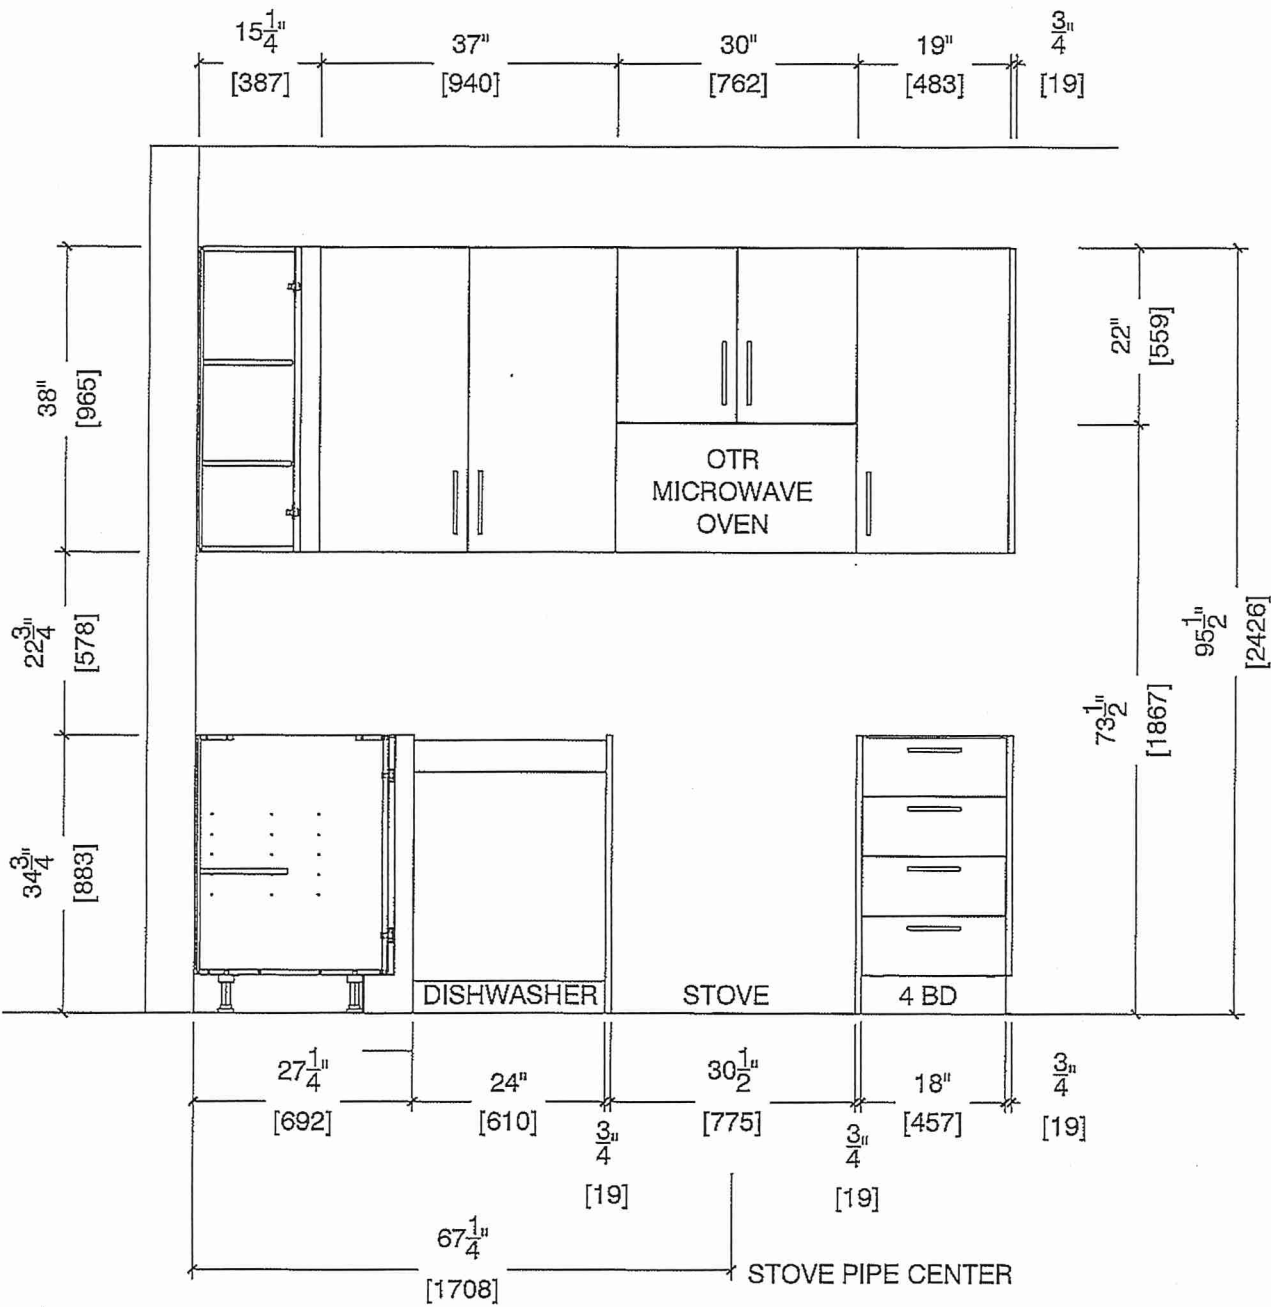 15 1/4" 37" 30" 19" 3/4"
[387] [940] [762] [483] [19]
38"
[965]
22"
[559]
OTR
MICROWAVE
OVEN
22 3/4"
[578]
95 1/2"
[2426]
73 1/2"
[1867]
34 3/4"
[883]
DISHWASHER STOVE 4 BD
27 1/4" 24" 30 1/2" 18" 3/4"
[692] [610] [775] [457] [19]
3/4" 3/4"
[19] [19]
67 1/4"
[1708]
STOVE PIPE CENTER